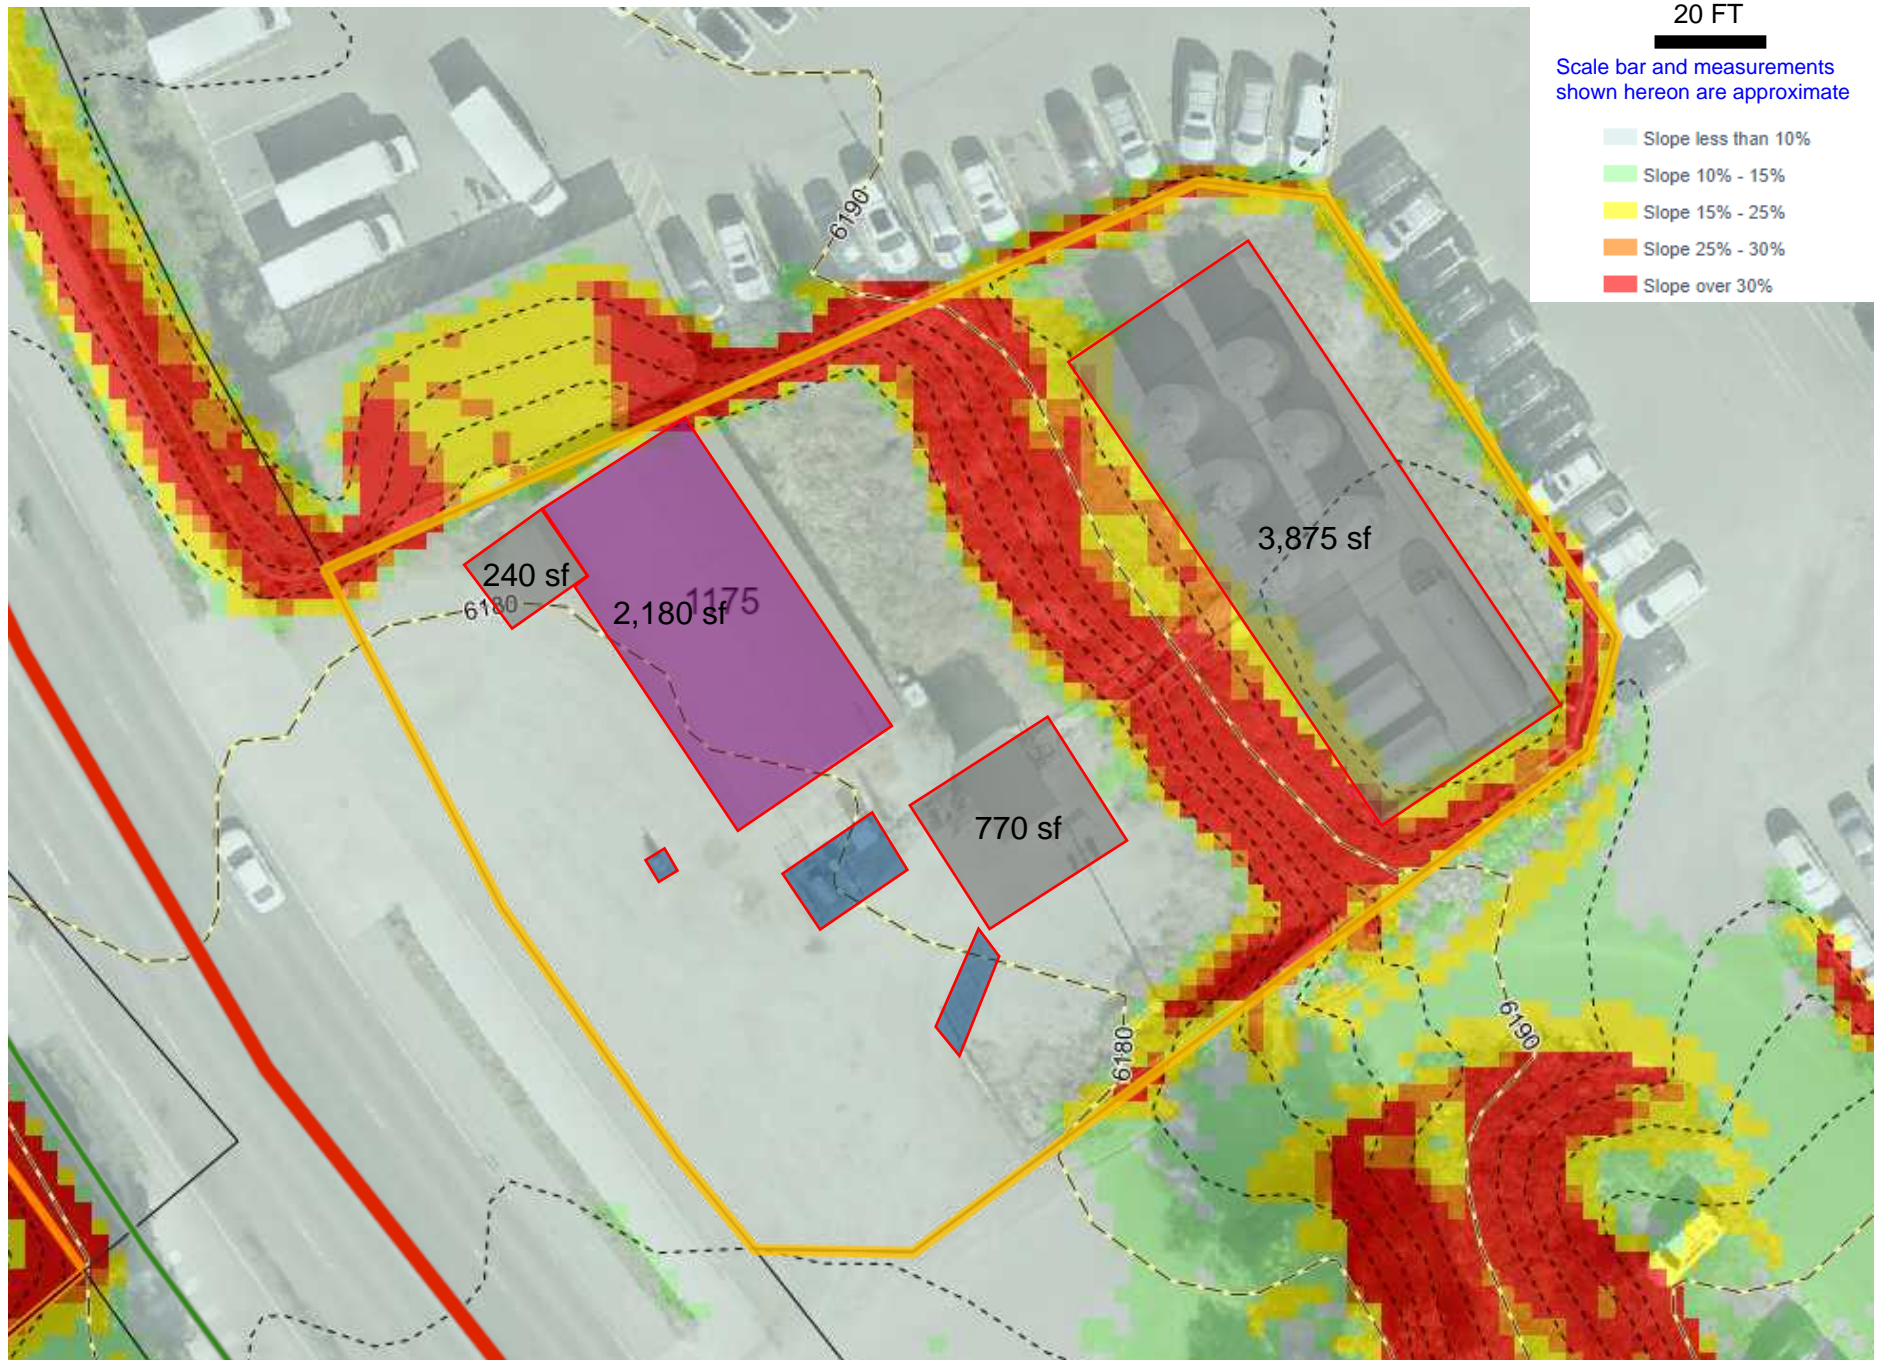 20 FT
Scale bar and measurements
shown hereon are approximate
Slope less than 10%
Slope 10% - 15%
Slope 15% - 25%
Slope 25% - 30%
Slope over 30%
6190
3,875 sf
240 sf
1175
2,180 sf
6180
770 sf
6190
6180